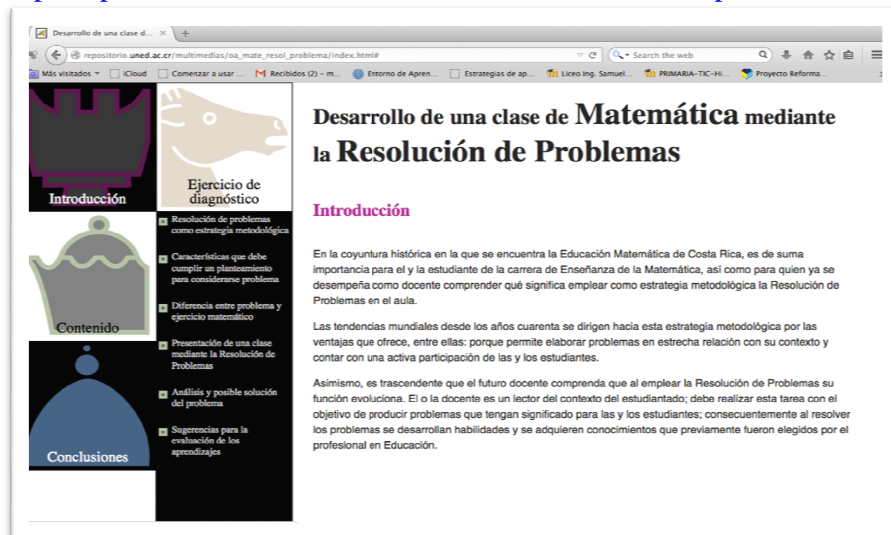 Desarrollo de una clase d...
repositorio.uned.ac.cr/multimedias/oa_mate_resol_problema/index.html#
Search the web
Más visitados
iCloud
Comenzar a usar ...
Recibidos (2) – m...
Entorno de Apren...
Estrategias de ap...
Liceo Ing. Samuel...
PRIMARIA-TIC-Hi...
Proyecto Reforma...
Introducción
Contenido
Conclusiones
Ejercicio de
diagnóstico
Resolución de problemas
como estrategia metodológica
Características que debe
cumplir un planteamiento
para considerarse problema
Diferencia entre problema y
ejercicio matemático
Presentación de una clase
mediante la Resolución de
Problemas
Análisis y posible solución
del problema
Sugerencias para la
evaluación de los
aprendizajes
Desarrollo de una clase de Matemática mediante
la Resolución de Problemas
Introducción
En la coyuntura histórica en la que se encuentra la Educación Matemática de Costa Rica, es de suma
importancia para el y la estudiante de la carrera de Enseñanza de la Matemática, así como para quien ya se
desempeña como docente comprender qué significa emplear como estrategia metodológica la Resolución de
Problemas en el aula.
Las tendencias mundiales desde los años cuarenta se dirigen hacia esta estrategia metodológica por las
ventajas que ofrece, entre ellas: porque permite elaborar problemas en estrecha relación con su contexto y
contar con una activa participación de las y los estudiantes.
Asimismo, es trascendente que el futuro docente comprenda que al emplear la Resolución de Problemas su
función evoluciona. El o la docente es un lector del contexto del estudiantado; debe realizar esta tarea con el
objetivo de producir problemas que tengan significado para las y los estudiantes; consecuentemente al resolver
los problemas se desarrollan habilidades y se adquieren conocimientos que previamente fueron elegidos por el
profesional en Educación.